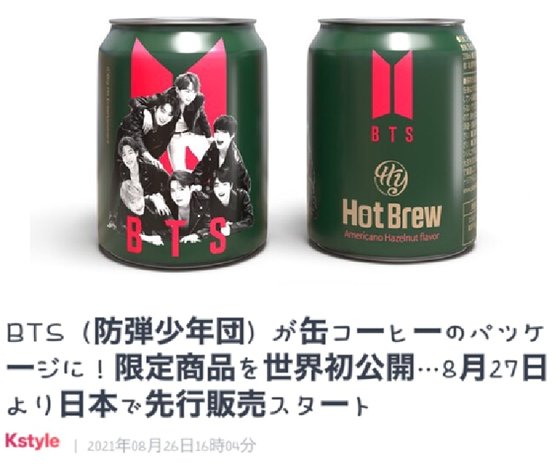 BTS
BTS
Hy
Hot Brew
Americano Hazelnut flavor
BTS（防弾少年団）が缶コーヒーのパッケ
ージに！限定商品を世界初公開…8月27日
より日本で先行販売スタート
Kstyle | 2021年08月26日16時04分